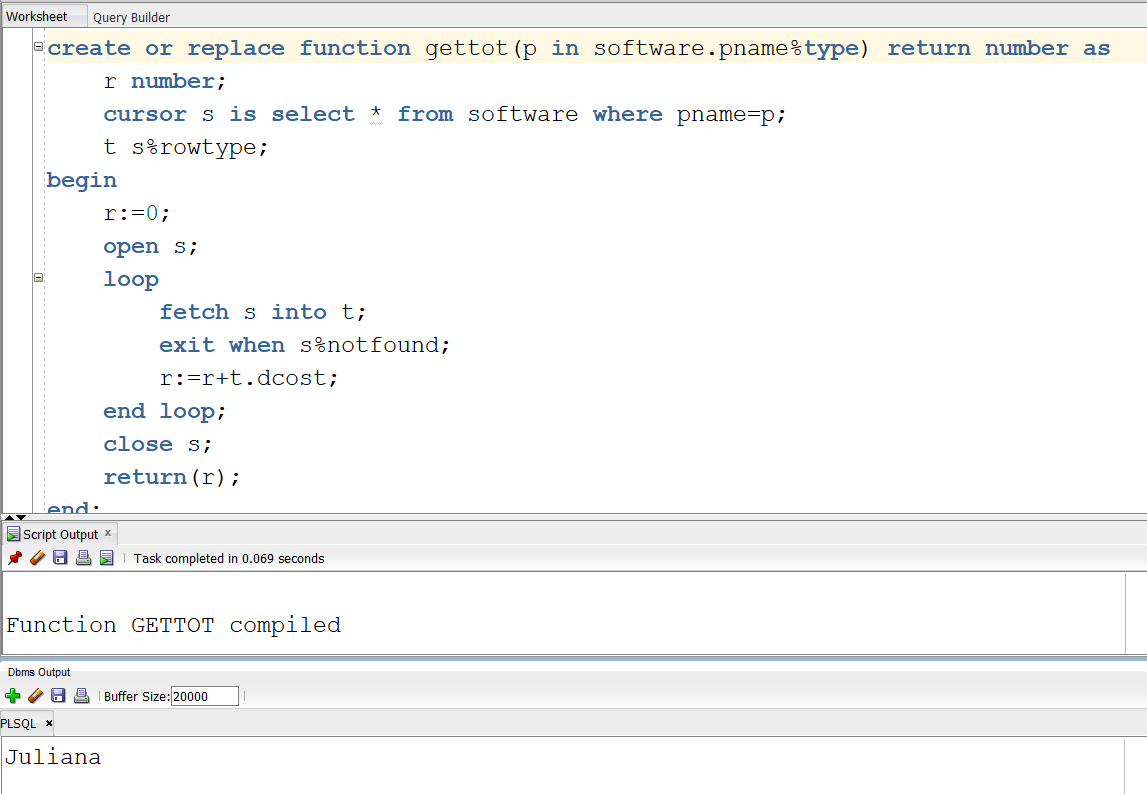 Worksheet Query Builder
create or replace function gettot(p in software.pname%type) return number as
    r number;
    cursor s is select * from software where pname=p;
    t s%rowtype;
begin
    r:=0;
    open s;
    loop
        fetch s into t;
        exit when s%notfound;
        r:=r+t.dcost;
    end loop;
    close s;
    return(r);
end;
Script Output x
Task completed in 0.069 seconds
Function GETTOT compiled
Dbms Output
Buffer Size: 20000
PLSQL x
Juliana